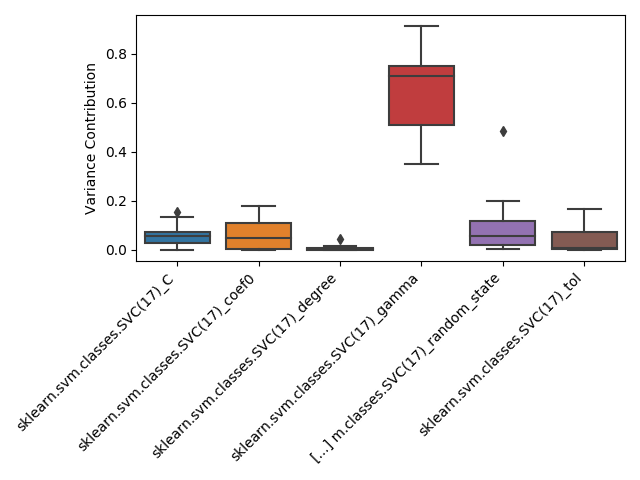 Variance Contribution
0.8
0.6
0.4
0.2
0.0
sklearn.svm.classes.SVC(17)_C
sklearn.svm.classes.SVC(17)_coef0
sklearn.svm.classes.SVC(17)_degree
sklearn.svm.classes.SVC(17)_gamma
[...] m.classes.SVC(17)_random_state
sklearn.svm.classes.SVC(17)_tol